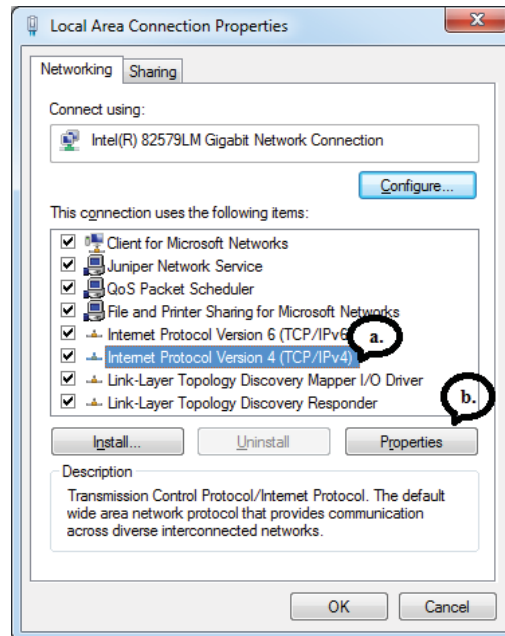 Local Area Connection Properties
Networking Sharing
Connect using:
Intel(R) 82579LM Gigabit Network Connection
Configure...
This connection uses the following items:
Client for Microsoft Networks
Juniper Network Service
QoS Packet Scheduler
File and Printer Sharing for Microsoft Networks
Internet Protocol Version 6 (TCP/IPv6
a.
Internet Protocol Version 4 (TCP/IPv4)
Link-Layer Topology Discovery Mapper I/O Driver
b.
Link-Layer Topology Discovery Responder
Install... Uninstall Properties
Description
Transmission Control Protocol/Internet Protocol. The default
wide area network protocol that provides communication
across diverse interconnected networks.
OK Cancel